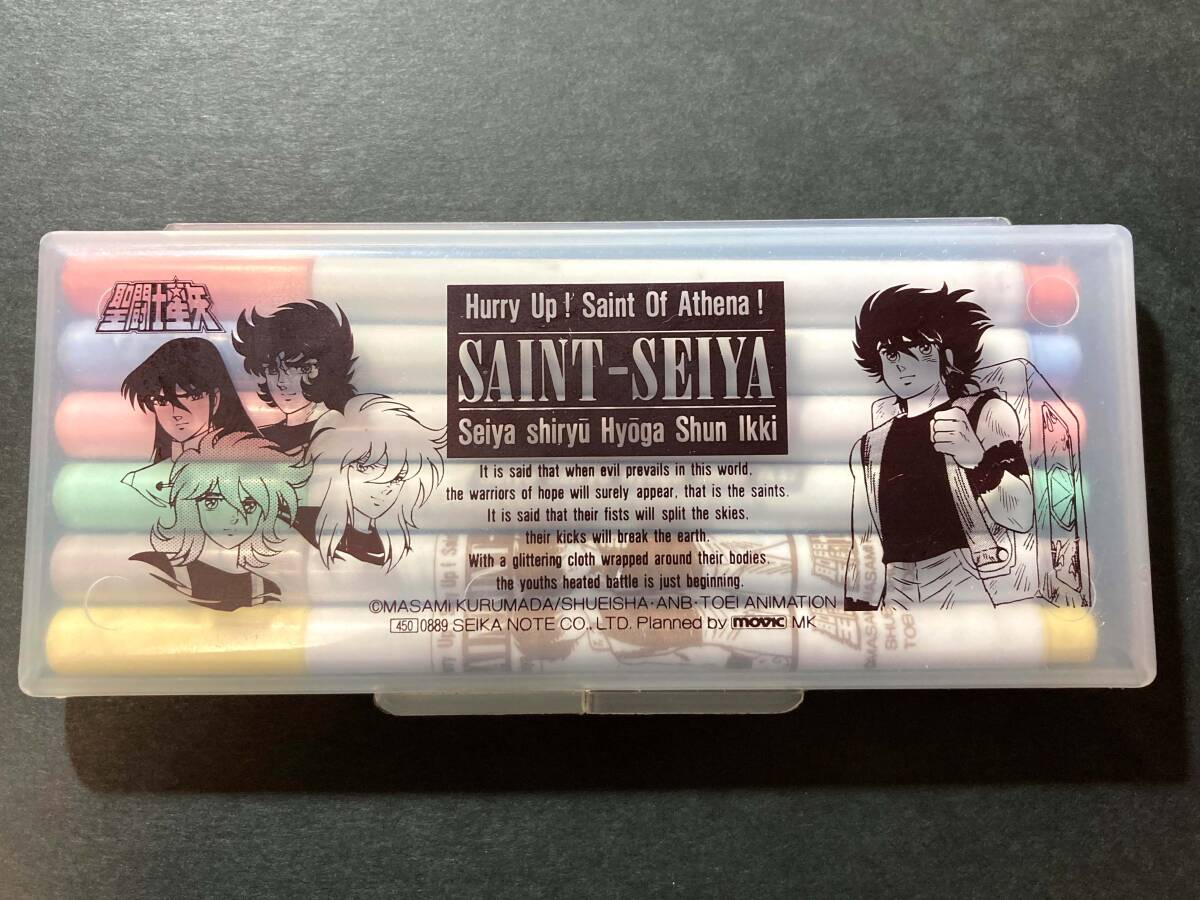 聖闘士星矢
Hurry Up! Saint Of Athena!
SAINT-SEIYA
Seiya shiryū Hyōga Shun Ikki
It is said that when evil prevails in this world,
the warriors of hope will surely appear, that is the saints.
It is said that their fists will split the skies,
their kicks will break the earth.
With a glittering cloth wrapped around their bodies,
the youths heated battle is just beginning.
©MASAMI KURUMADA/SHUEISHA・ANB・TOEI ANIMATION
450 0889 SEIKA NOTE CO., LTD. Planned by movic MK